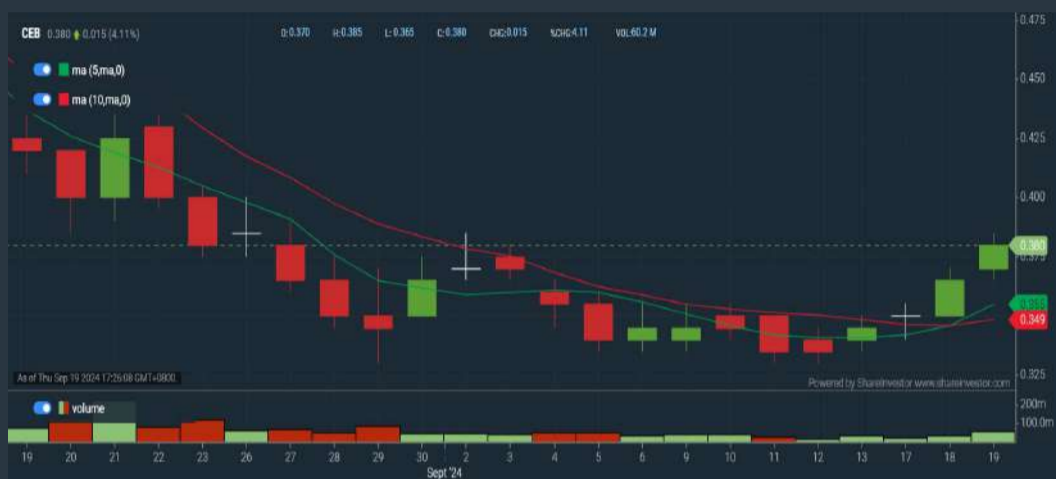 CEB 0.380 0.015 (4.11%) O: 0.370 H: 0.385 L: 0.365 C: 0.380 CHG:0.015 %CHG:4.11 VOL:60.2 M
ma (5,ma,0)
ma (10,ma,0)
0.475
0.450
0.425
0.400
0.380
0.375
0.355
0.349
0.325
As of Thu Sep 19 2024 17:26:08 GMT+0800
Powered by ShareInvestor www.shareinvestor.com
volume
200m
100.0m
19 20 21 22 23 26 27 28 29 30 2 3 4 5 6 9 10 11 12 13 17 18 19
Sept '24